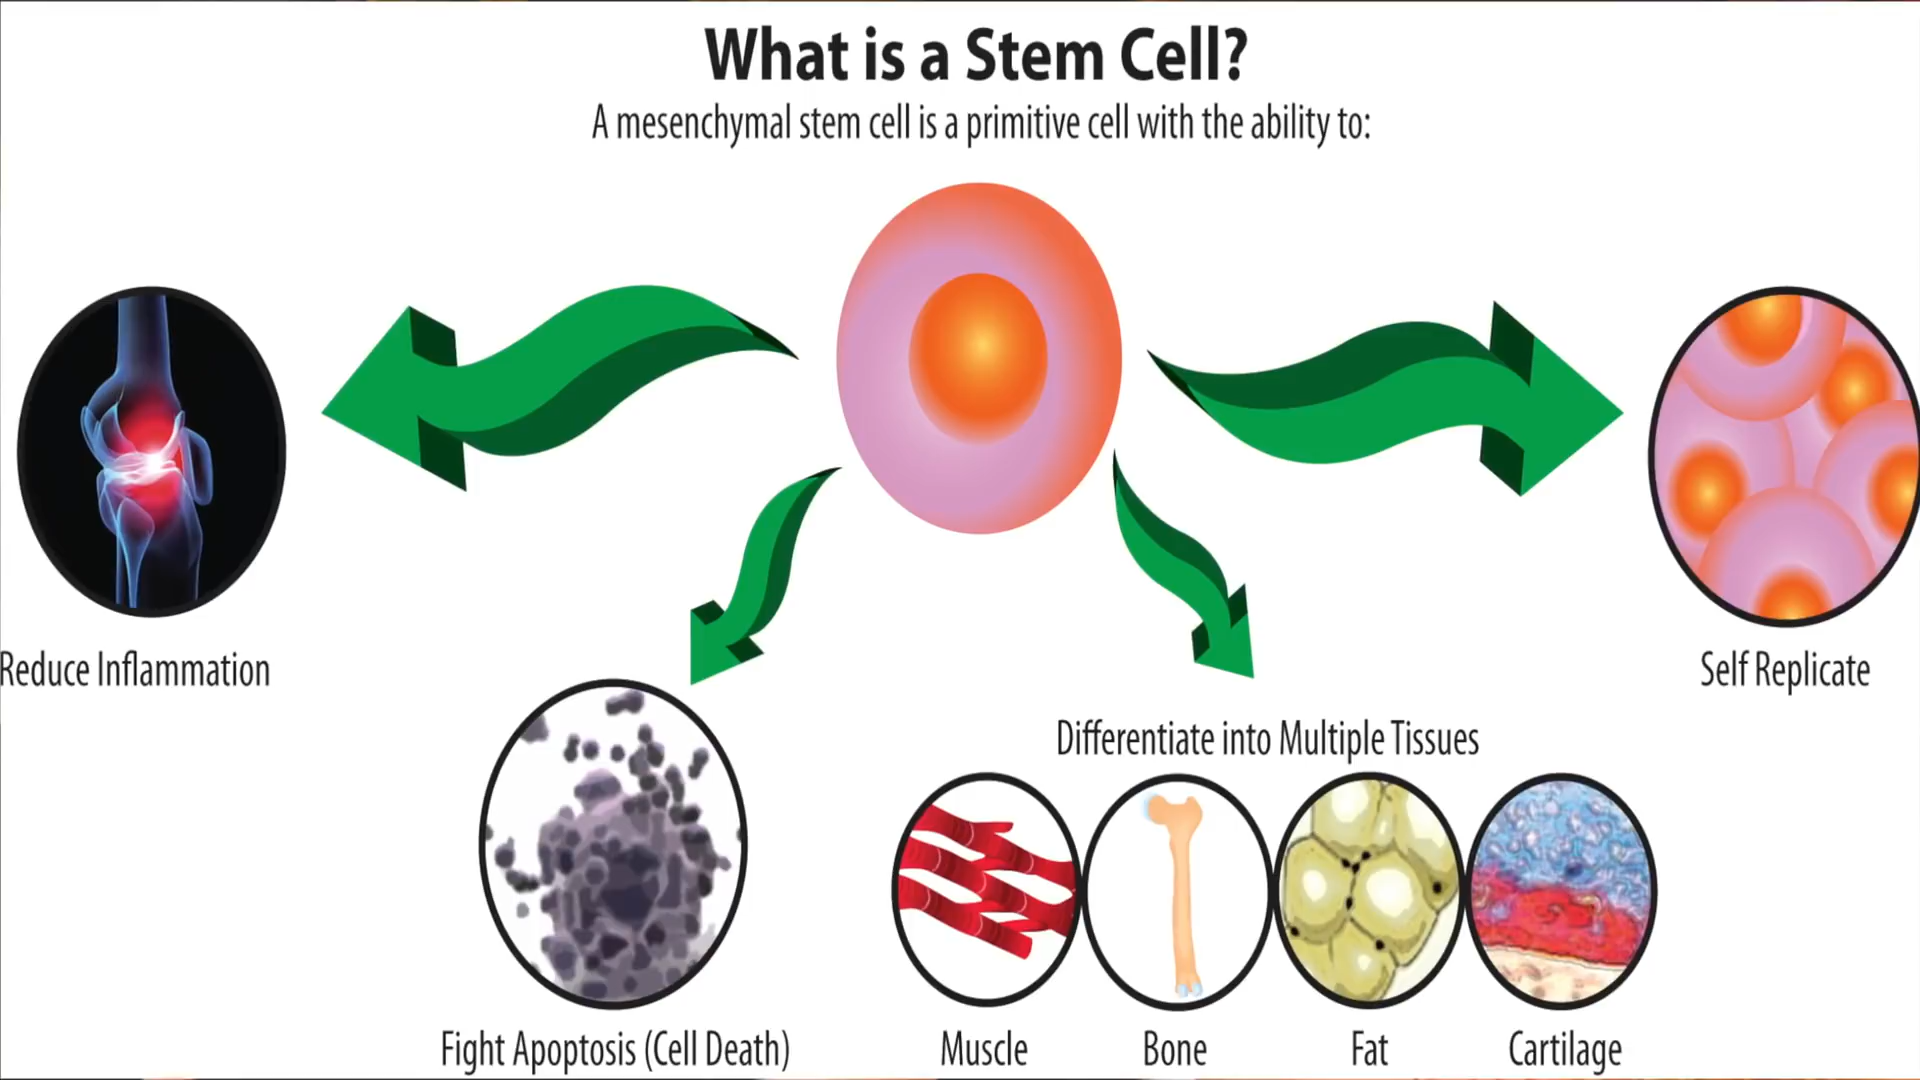 What is a Stem Cell?
A mesenchymal stem cell is a primitive cell with the ability to:
Reduce Inflammation
Self Replicate
Differentiate into Multiple Tissues
Fight Apoptosis (Cell Death)
Muscle
Bone
Fat
Cartilage